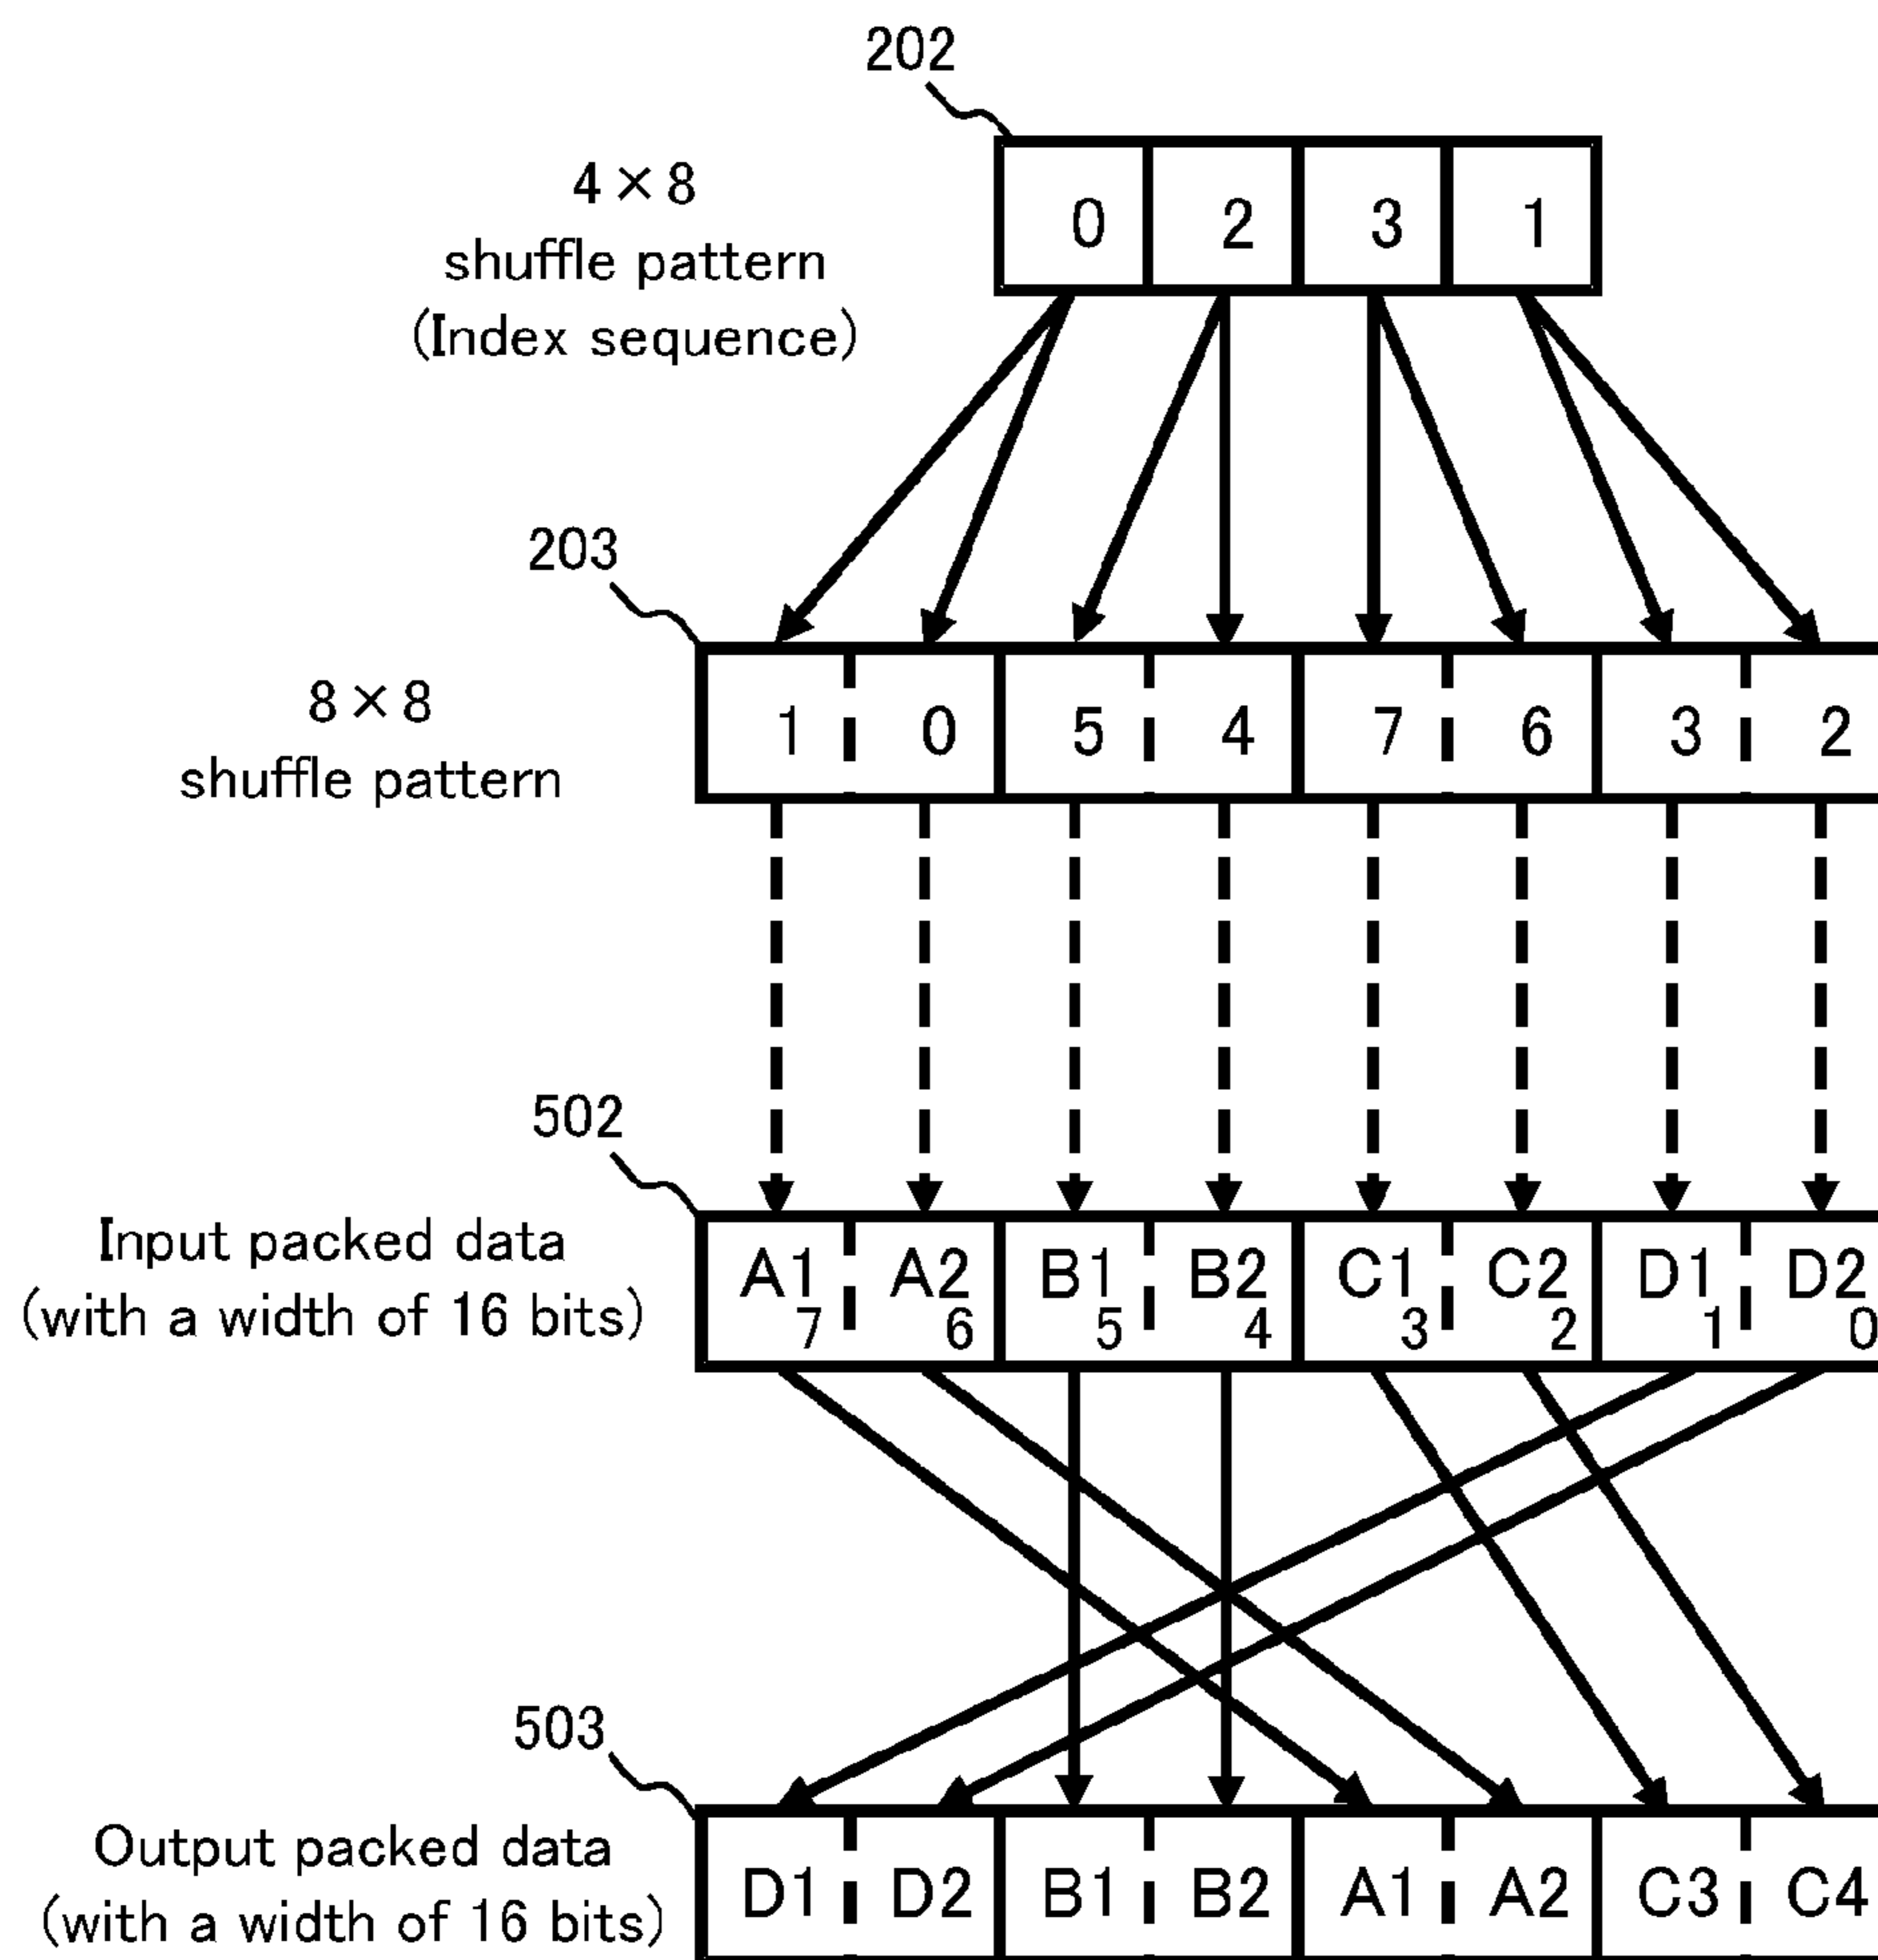 202
4×8
shuffle pattern
(Index sequence)
0 2 3 1
203
8×8
shuffle pattern
1 0 5 4 7 6 3 2
502
Input packed data
(with a width of 16 bits)
A1 A2 B1 B2 C1 C2 D1 D2
7 6 5 4 3 2 1 0
503
Output packed data
(with a width of 16 bits)
D1 D2 B1 B2 A1 A2 C3 C4